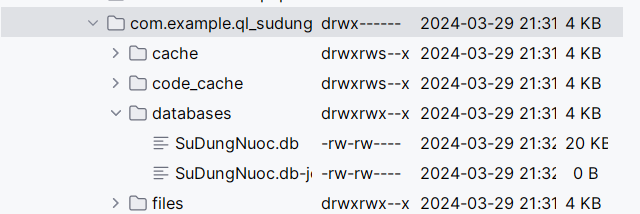 com.example.ql_sudung drwx------ 2024-03-29 21:31 4 KB
cache drwxrws--x 2024-03-29 21:31 4 KB
code_cache drwxrws--x 2024-03-29 21:31 4 KB
databases drwxrwx--x 2024-03-29 21:31 4 KB
SuDungNuoc.db -rw-rw---- 2024-03-29 21:32 20 KB
SuDungNuoc.db-jo -rw-rw---- 2024-03-29 21:32 0 B
files drwxrwx--x 2024-03-29 21:31 4 KB